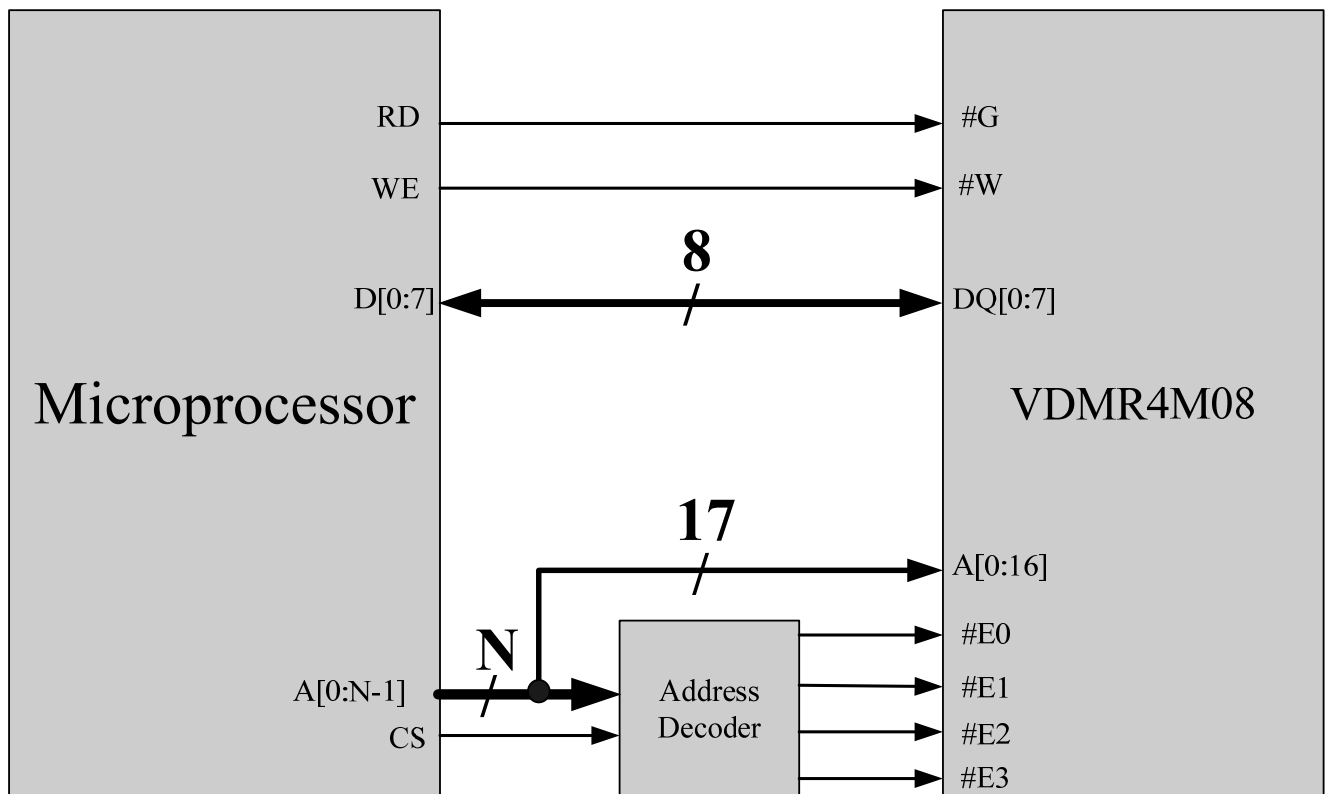 RD
#G
WE
#W
8
D[0:7]
DQ[0:7]
Microprocessor
VDMR4M08
17
A[0:16]
N
#E0
A[0:N-1]
Address
Decoder
#E1
CS
#E2
#E3